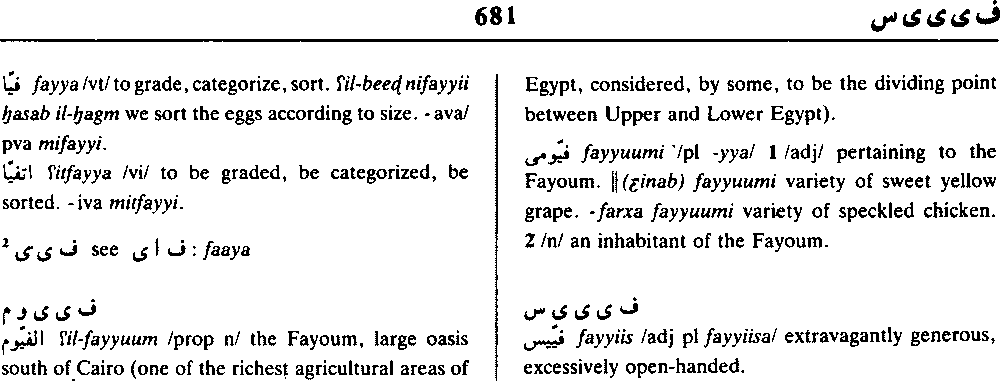 681
ف ى ى ى س
فيّا fayya /vt/ to grade, categorize, sort. ʕil-beeḍ nifayyii
ḥasab il-ḥagm we sort the eggs according to size. -ava/
pva mifayyi.
اتفيّا ʕitfayya /vi/ to be graded, be categorized, be
sorted. -iva mitfayyi.
² ف ى ى see ف ا ى : faaya
ف ى ى و م
الفيّوم ʕil-fayyuum /prop n/ the Fayoum, large oasis
south of Cairo (one of the richest agricultural areas of
Egypt, considered, by some, to be the dividing point
between Upper and Lower Egypt).
فيّومى fayyuumi /pl -yya/ 1 /adj/ pertaining to the
Fayoum. ‖ (ƹinab) fayyuumi variety of sweet yellow
grape. -farxa fayyuumi variety of speckled chicken.
2 /n/ an inhabitant of the Fayoum.
ف ى ى ى س
فيّيس fayyiis /adj pl fayyiisa/ extravagantly generous,
excessively open-handed.